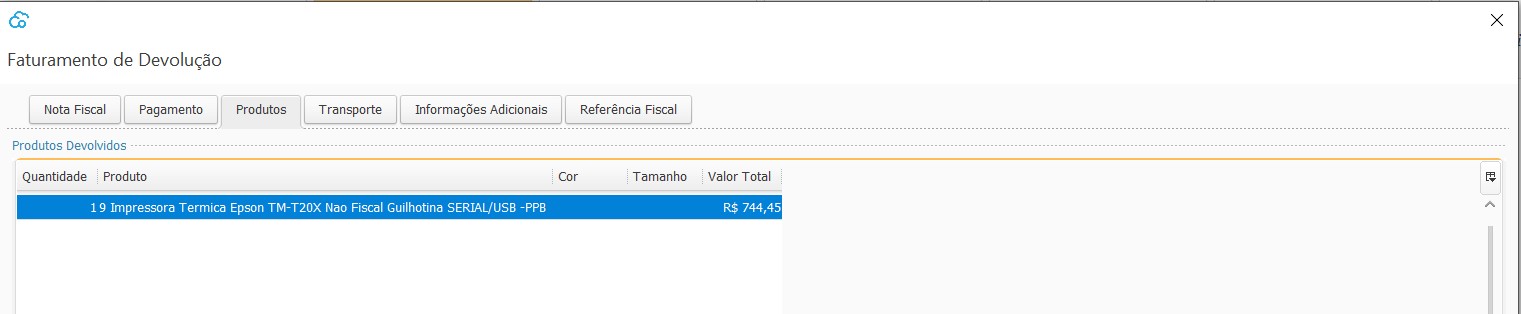 Faturamento de Devolução
Nota Fiscal Pagamento Produtos Transporte Informações Adicionais Referência Fiscal
Produtos Devolvidos
Quantidade Produto Cor Tamanho Valor Total
1 9 Impressora Termica Epson TM-T20X Nao Fiscal Guilhotina SERIAL/USB -PPB R$ 744,45